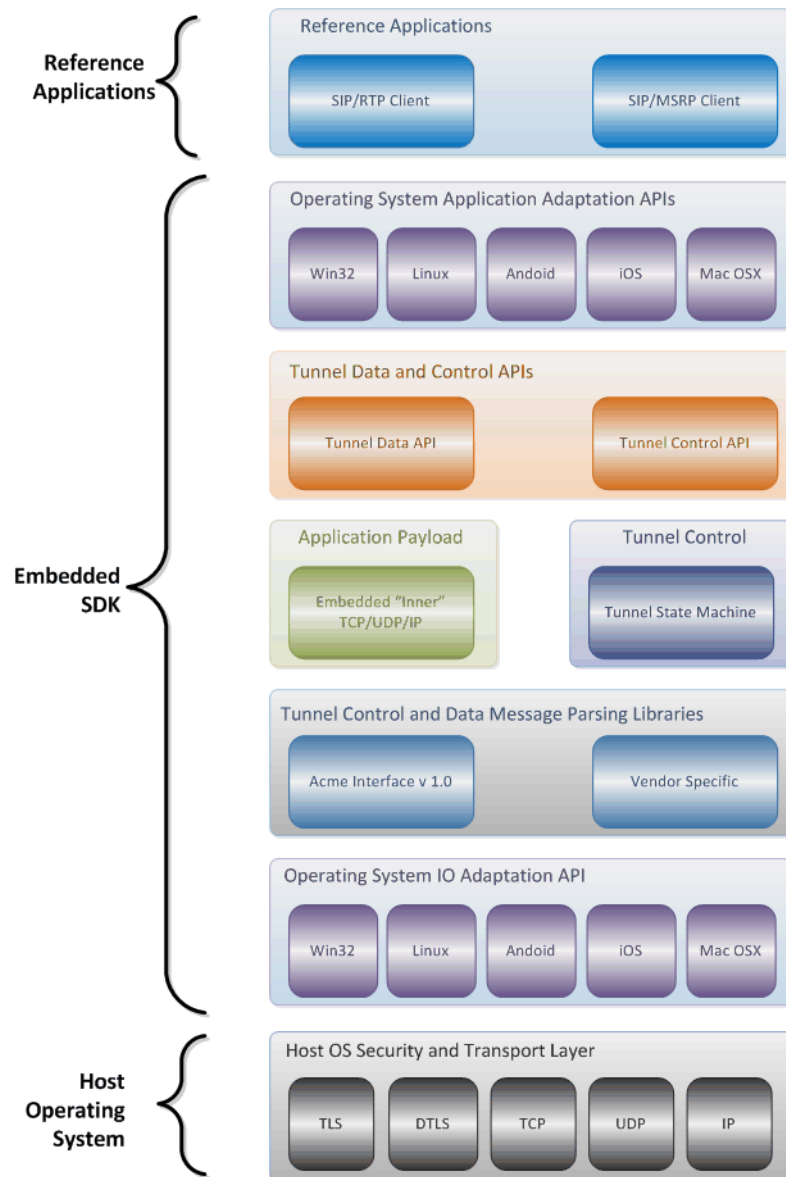 Reference
Applications
Reference Applications
SIP/RTP Client
SIP/MSRP Client
Embedded
SDK
Operating System Application Adaptation APIs
Win32
Linux
Andoid
iOS
Mac OSX
Tunnel Data and Control APIs
Tunnel Data API
Tunnel Control API
Application Payload
Embedded “Inner”
TCP/UDP/IP
Tunnel Control
Tunnel State Machine
Tunnel Control and Data Message Parsing Libraries
Acme Interface v 1.0
Vendor Specific
Operating System IO Adaptation API
Win32
Linux
Andoid
iOS
Mac OSX
Host
Operating
System
Host OS Security and Transport Layer
TLS
DTLS
TCP
UDP
IP